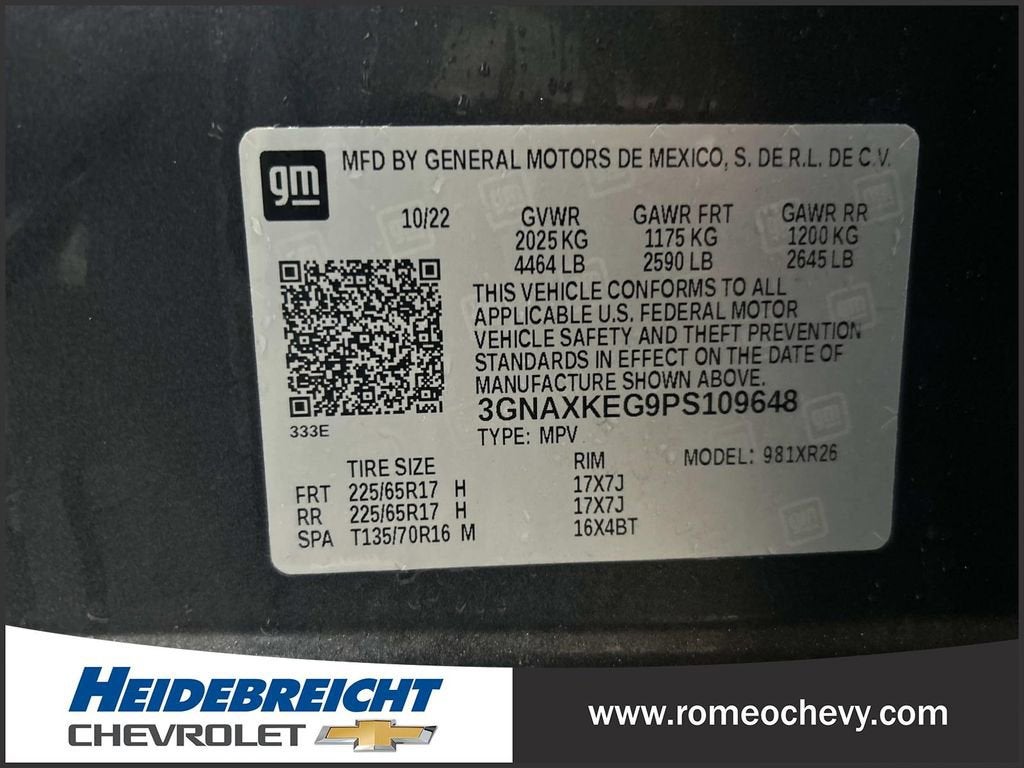 gm
MFD BY GENERAL MOTORS DE MEXICO, S. DE R.L. DE C.V.
10/22 GVWR GAWR FRT GAWR RR
2025 KG 1175 KG 1200 KG
4464 LB 2590 LB 2645 LB
THIS VEHICLE CONFORMS TO ALL
APPLICABLE U.S. FEDERAL MOTOR
VEHICLE SAFETY AND THEFT PREVENTION
STANDARDS IN EFFECT ON THE DATE OF
MANUFACTURE SHOWN ABOVE.
3GNAXKEG9PS109648
333E
TYPE: MPV
MODEL: 981XR26
TIRE SIZE RIM
FRT 225/65R17 H 17X7J
RR 225/65R17 H 17X7J
SPA T135/70R16 M 16X4BT
HEIDEBREICHT
CHEVROLET
www.romeochevy.com